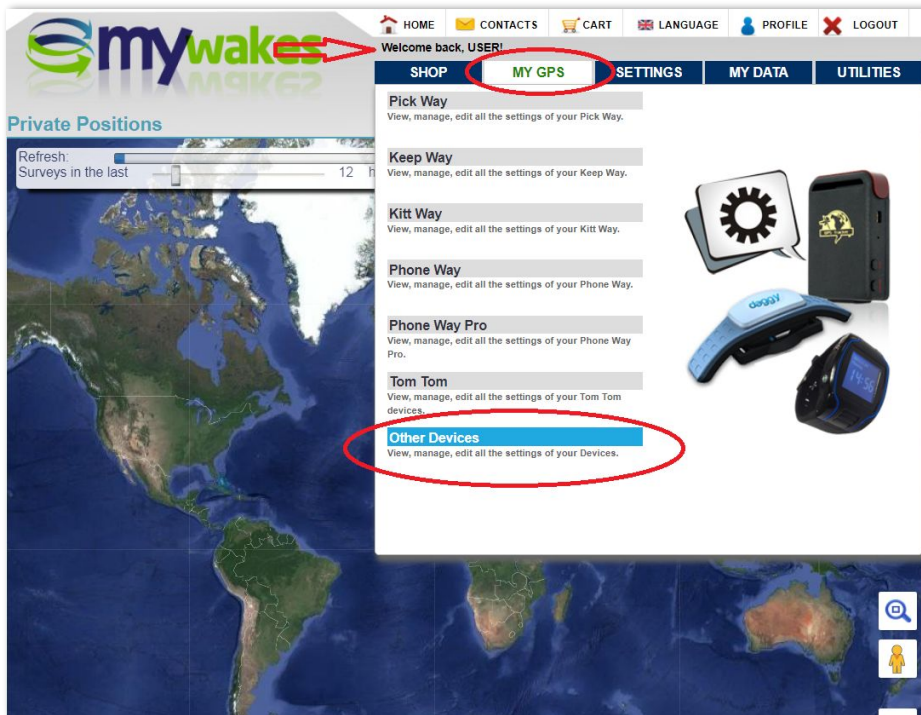 mywakes
HOME CONTACTS CART LANGUAGE PROFILE LOGOUT
Welcome back, USER!
SHOP MY GPS SETTINGS MY DATA UTILITIES
Private Positions
Refresh:
Surveys in the last 12 h
Pick Way
View, manage, edit all the settings of your Pick Way.
Keep Way
View, manage, edit all the settings of your Keep Way.
Kitt Way
View, manage, edit all the settings of your Kitt Way.
Phone Way
View, manage, edit all the settings of your Phone Way.
Phone Way Pro
View, manage, edit all the settings of your Phone Way
Pro.
Tom Tom
View, manage, edit all the settings of your Tom Tom
devices.
Other Devices
View, manage, edit all the settings of your Devices.
GPS Tracker
daggy
14:56